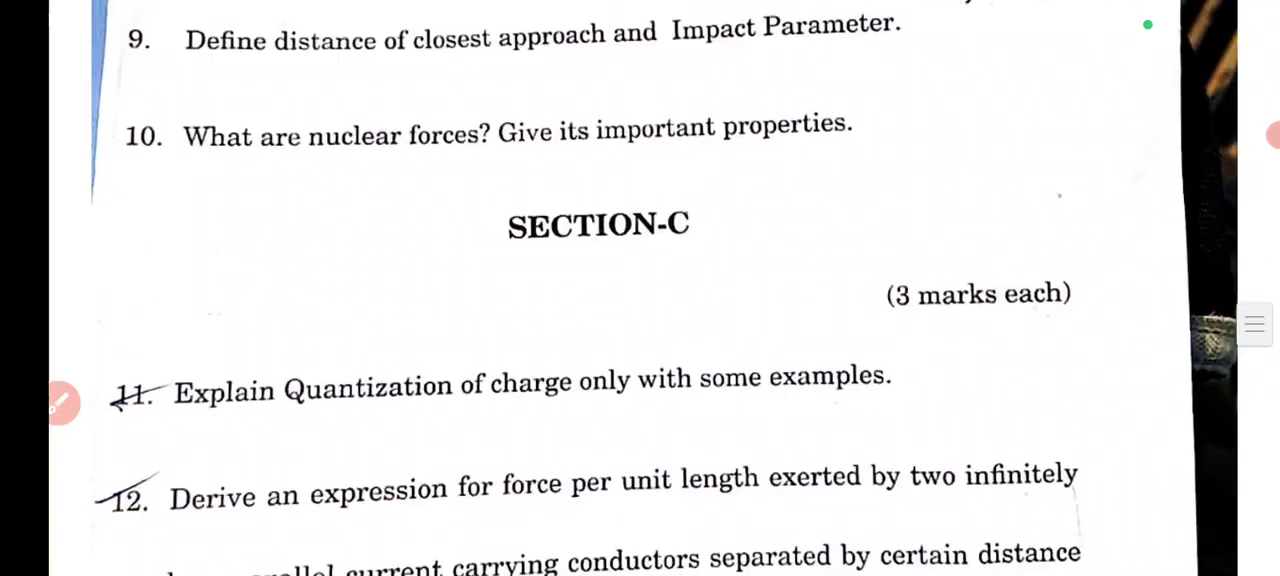 9. Define distance of closest approach and Impact Parameter.
10. What are nuclear forces? Give its important properties.
SECTION-C
(3 marks each)
11. Explain Quantization of charge only with some examples.
12. Derive an expression for force per unit length exerted by two infinitely
current carrying conductors separated by certain distance